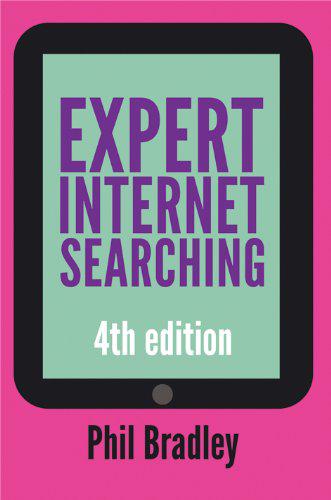 EXPERT
INTERNET
SEARCHING
4th edition
Phil Bradley